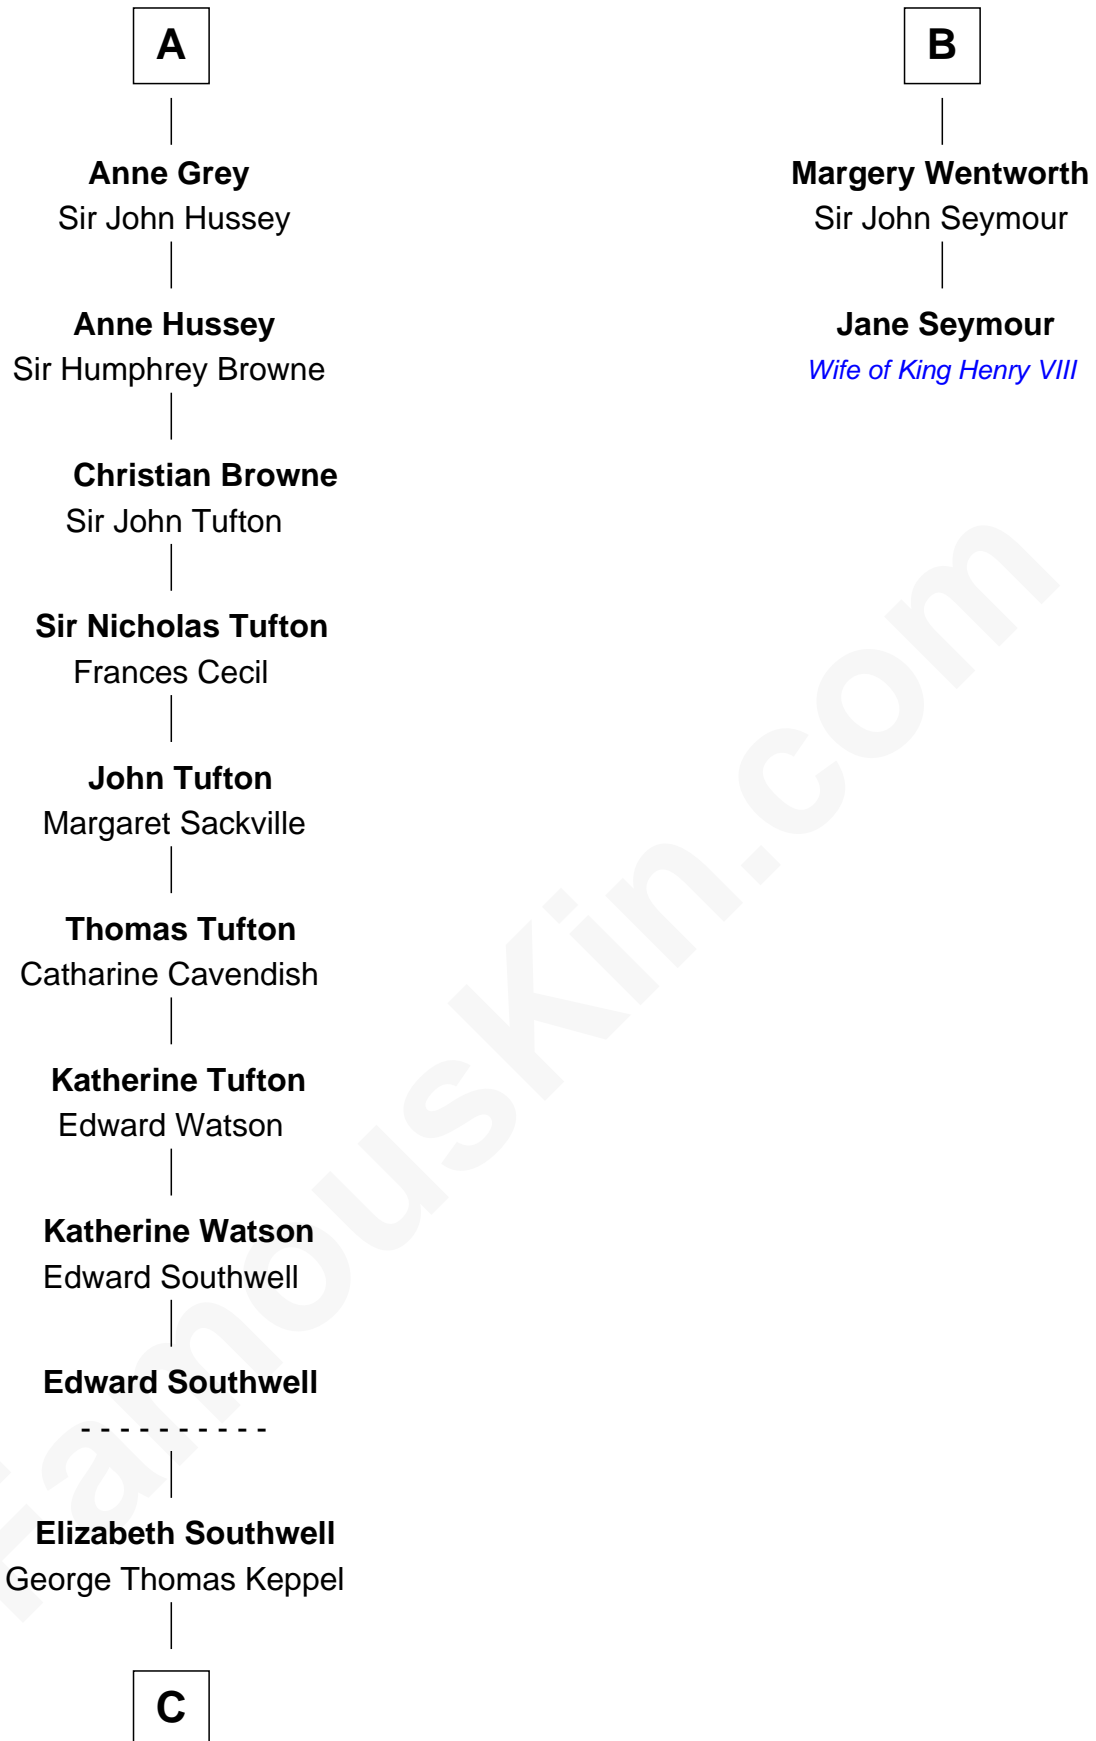 A
Anne Grey
Sir John Hussey
Anne Hussey
Sir Humphrey Browne
Christian Browne
Sir John Tufton
Sir Nicholas Tufton
Frances Cecil
John Tufton
Margaret Sackville
Thomas Tufton
Catharine Cavendish
Katherine Tufton
Edward Watson
Katherine Watson
Edward Southwell
Edward Southwell
- - - - - - - - - -
Elizabeth Southwell
George Thomas Keppel
C
B
Margery Wentworth
Sir John Seymour
Jane Seymour
Wife of King Henry VIII
FamousKin.com